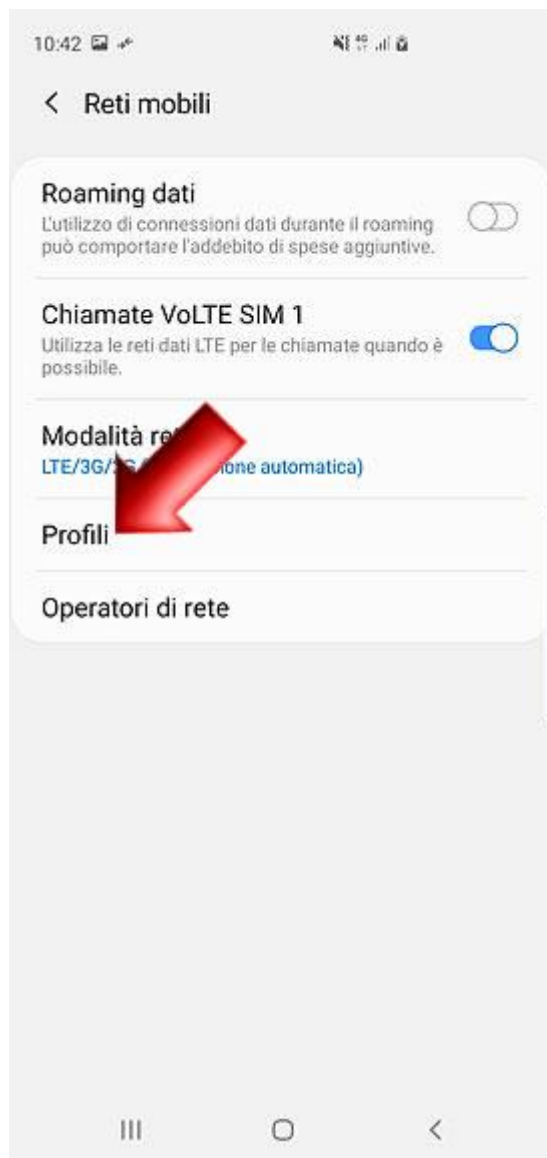 10:42
Reti mobili
Roaming dati
L'utilizzo di connessioni dati durante il roaming
può comportare l'addebito di spese aggiuntive.
Chiamate VoLTE SIM 1
Utilizza le reti dati LTE per le chiamate quando è
possibile.
Modalità
LTE/3G/ automatica)
Profili
Operatori di rete